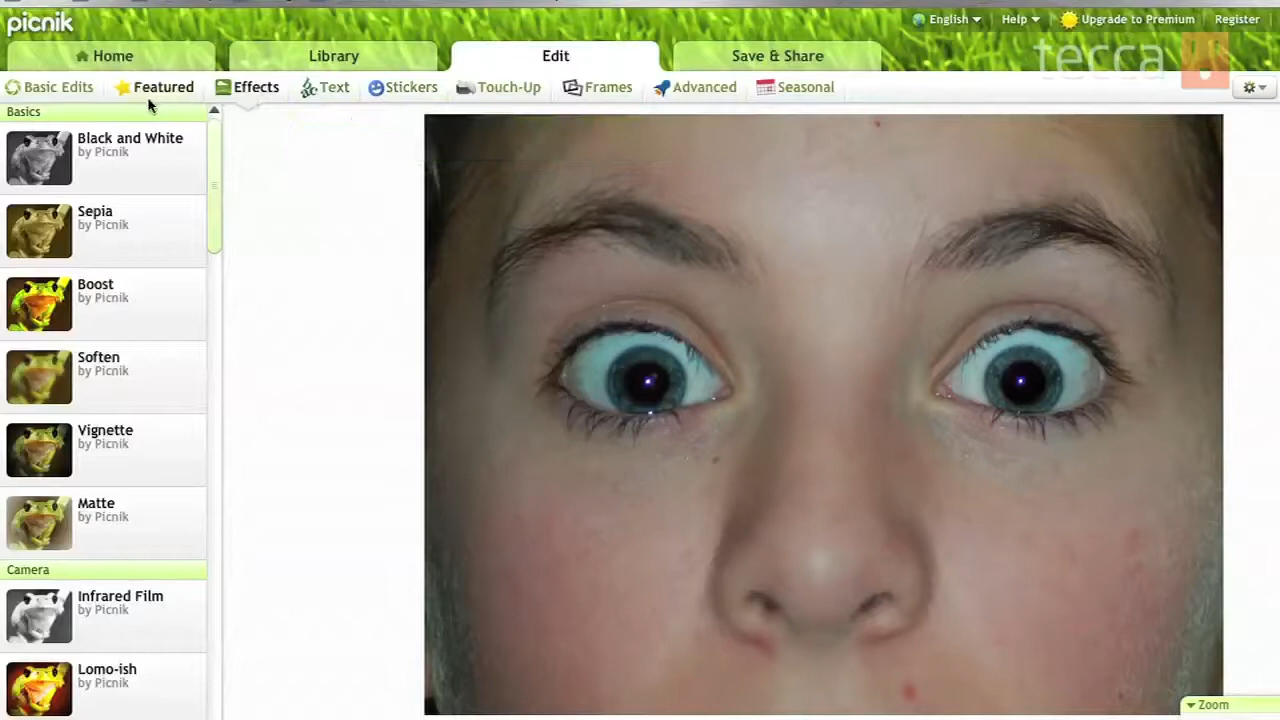 picnik
English
Help
Upgrade to Premium
Register
Home
Library
Edit
Save & Share
tecca U
Basic Edits
Featured
Effects
Text
Stickers
Touch-Up
Frames
Advanced
Seasonal
Basics
Black and White
by Picnik
Sepia
by Picnik
Boost
by Picnik
Soften
by Picnik
Vignette
by Picnik
Matte
by Picnik
Camera
Infrared Film
by Picnik
Lomo-ish
by Picnik
Zoom